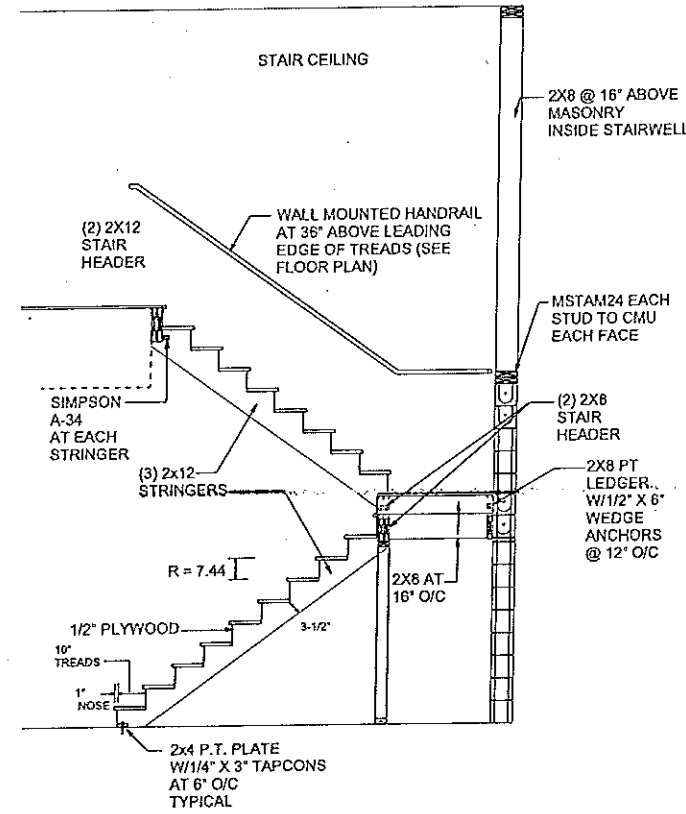 STAIR CEILING
2X8 @ 16" ABOVE
MASONRY
INSIDE STAIRWELL
WALL MOUNTED HANDRAIL
AT 36" ABOVE LEADING
EDGE OF TREADS (SEE
FLOOR PLAN)
(2) 2X12
STAIR
HEADER
MSTAM24 EACH
STUD TO CMU
EACH FACE
SIMPSON
A-34
AT EACH
STRINGER
(2) 2X8
STAIR
HEADER
(3) 2x12
STRINGERS
2X8 PT
LEDGER
W/1/2" X 6"
WEDGE
ANCHORS
@ 12" O/C
R = 7.44
2X8 AT
16" O/C
1/2" PLYWOOD
3-1/2"
10"
TREADS
1"
NOSE
2x4 P.T. PLATE
W/1/4" X 3" TAPCONS
AT 6" O/C
TYPICAL